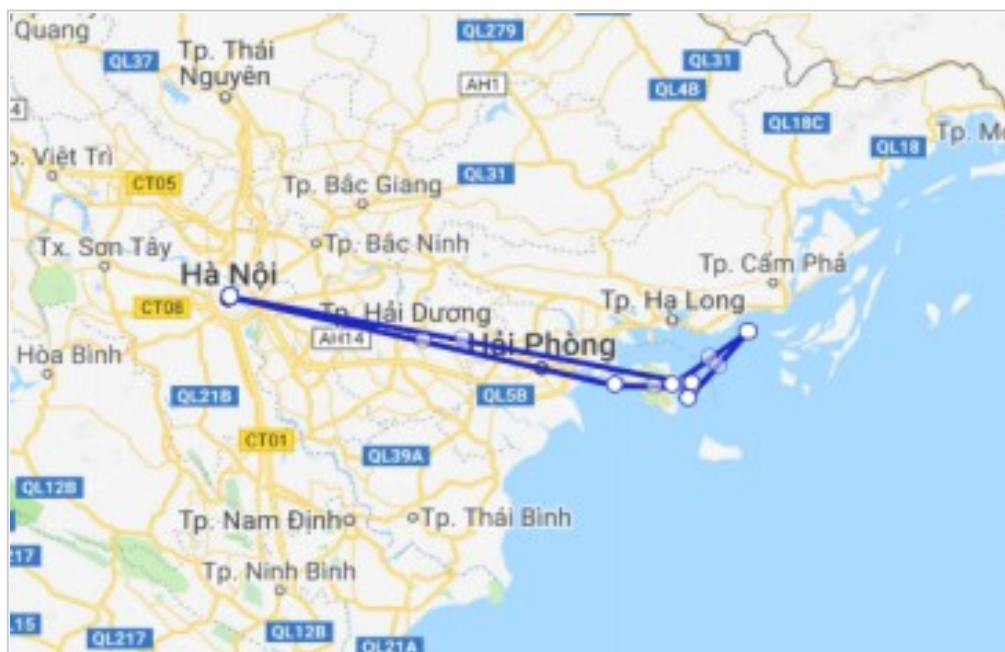 Quang
QL279
QL37
Tp. Thái
Nguyên
AH1
QL31
QL4B
QL18C
QL18
Tp. Mó
4
o. Việt Trì
CT05
Tp. Bắc Giang
QL31
Tx. Sơn Tây
Tp. Bắc Ninh
Tp. Cẩm Phả
Hà Nội
CT08
Tp. Hải Dương
Tp. Hạ Long
AH14
Hải Phòng
Hòa Bình
QL21B
QL5B
CT01
QL39A
QL12B
Tp. Nam Định
Tp. Thái Bình
17
Tp. Ninh Bình
15
QL217
QL12B
QL21A